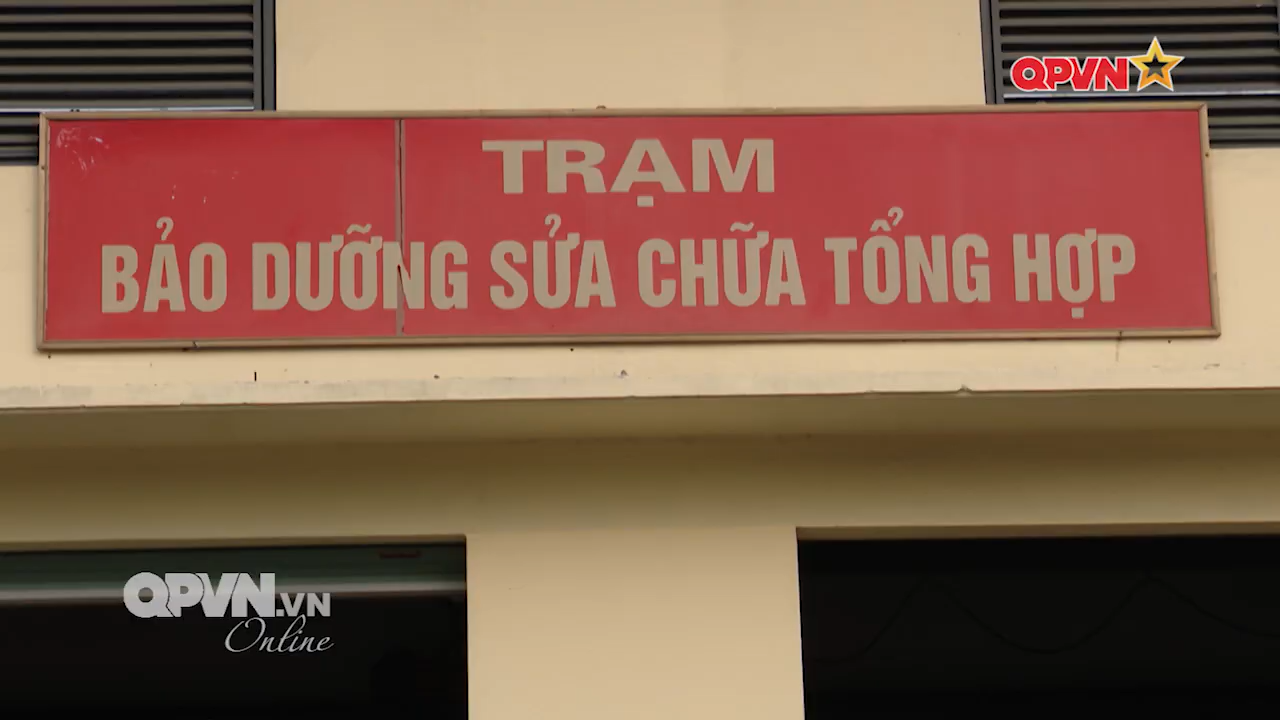 QPVN
TRẠM
BẢO DƯỠNG SỬA CHỮA TỔNG HỢP
QPVN.VN
Online